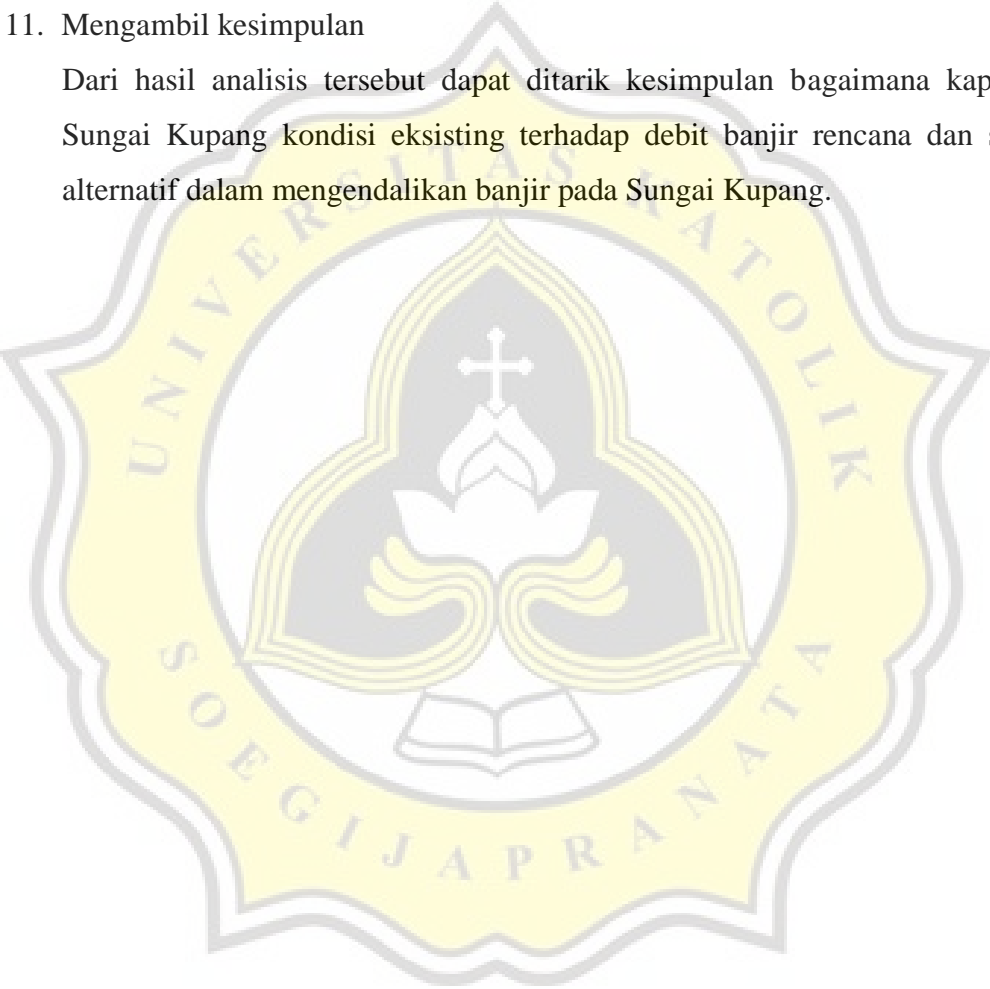 11. Mengambil kesimpulan
Dari hasil analisis tersebut dapat ditarik kesimpulan bagaimana kap
Sungai Kupang kondisi eksisting terhadap debit banjir rencana dan s
alternatif dalam mengendalikan banjir pada Sungai Kupang.
UNIVERSITAS KATOLIK
SOEGIJAPRANATA